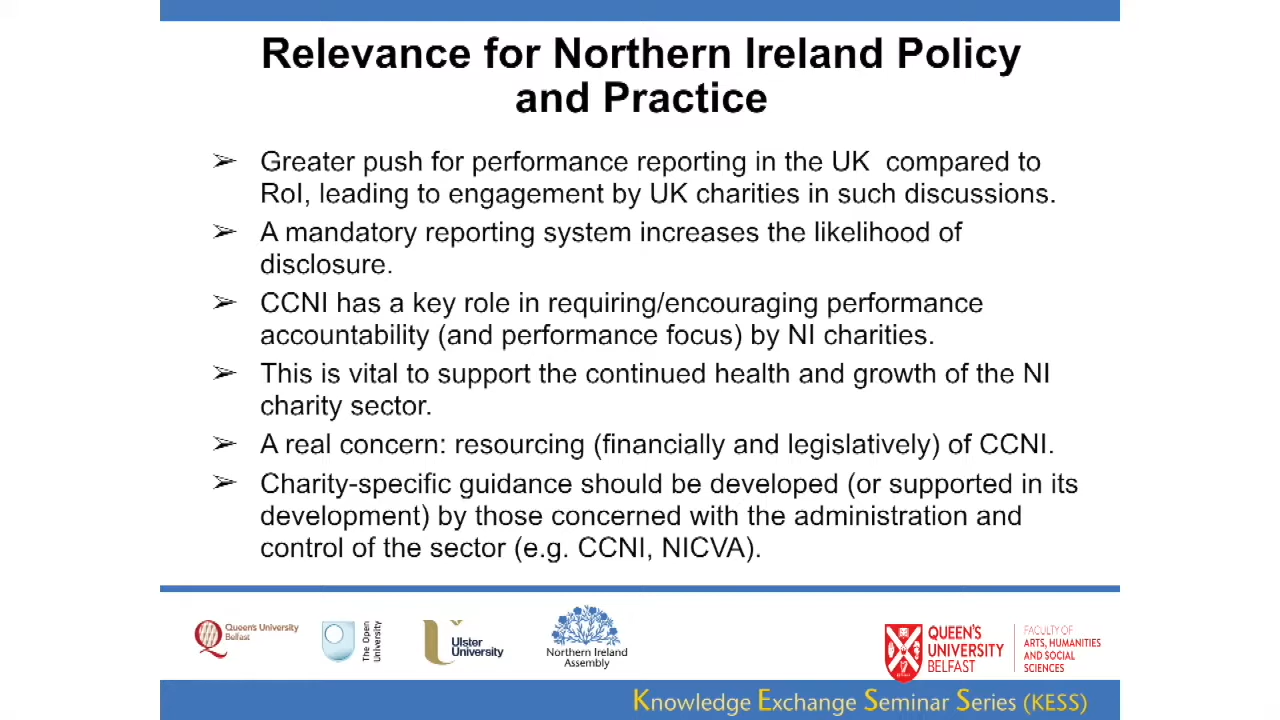 Relevance for Northern Ireland Policy
and Practice
➢ Greater push for performance reporting in the UK compared to
RoI, leading to engagement by UK charities in such discussions.
➢ A mandatory reporting system increases the likelihood of
disclosure.
➢ CCNI has a key role in requiring/encouraging performance
accountability (and performance focus) by NI charities.
➢ This is vital to support the continued health and growth of the NI
charity sector.
➢ A real concern: resourcing (financially and legislatively) of CCNI.
➢ Charity-specific guidance should be developed (or supported in its
development) by those concerned with the administration and
control of the sector (e.g. CCNI, NICVA).
Queen's University
Belfast
The Open
University
Ulster
University
Northern Ireland
Assembly
QUEEN'S
UNIVERSITY
BELFAST
FACULTY OF
ARTS, HUMANITIES
AND SOCIAL
SCIENCES
Knowledge Exchange Seminar Series (KESS)